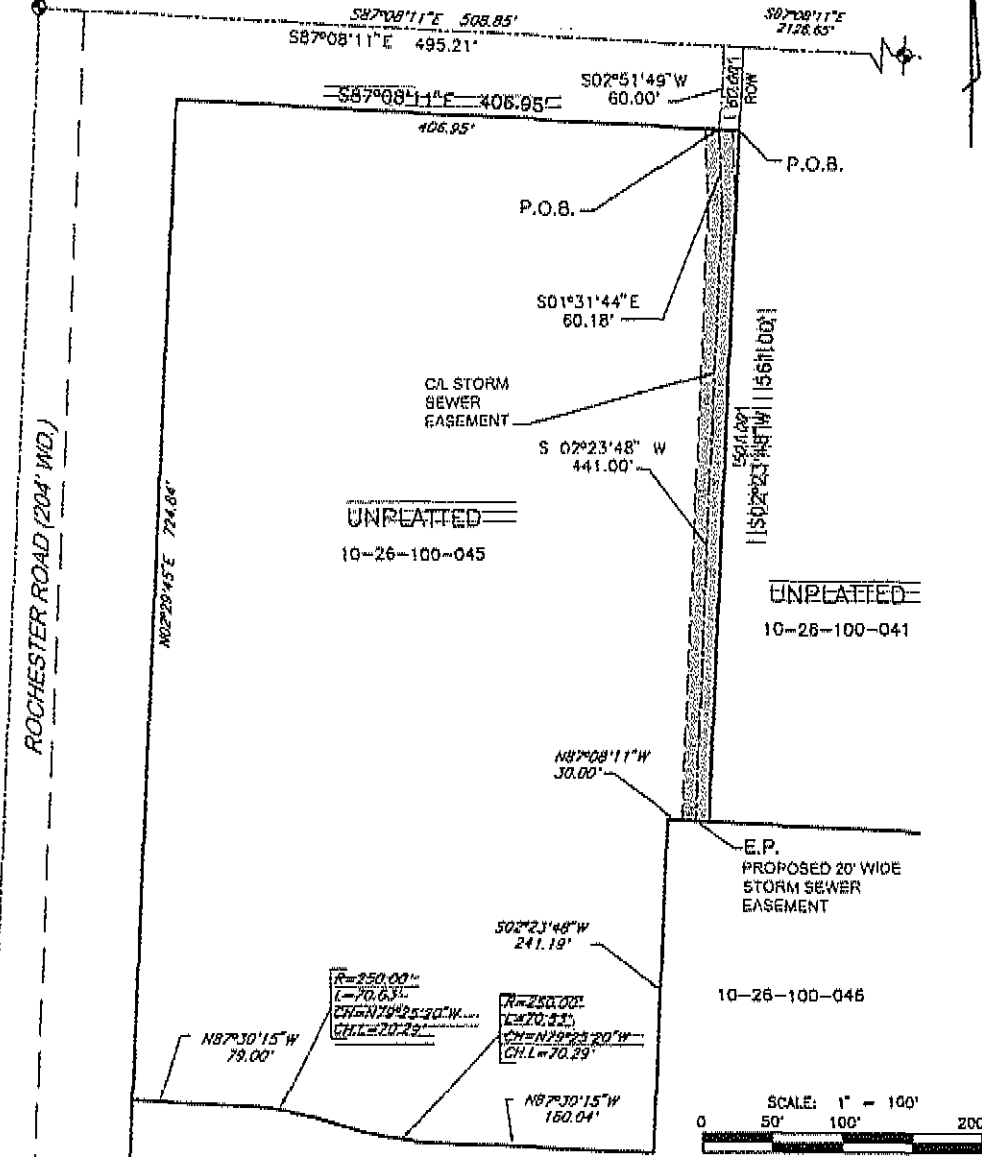 S87°08'11"E 508.85'
S87°08'11"E
2126.65'
S87°08'11"E 495.21'
S02°51'49"W
60.00'
60.00'
ROW
S87°08'11"E 406.95'
406.95'
P.O.B.
P.O.B.
S01°31'44"E
60.18'
C/L STORM
SEWER
EASEMENT
S 02°23'48" W
441.00'
S02°23'48"W 561.00'
ROCHESTER ROAD (204' WD.)
N02°29'45"E 724.84'
UNPLATTED
10-26-100-045
UNPLATTED
10-26-100-041
N87°08'11"W
30.00'
E.P.
PROPOSED 20' WIDE
STORM SEWER
EASEMENT
S02°23'48"W
241.19'
10-26-100-046
R=250.00'
L=70.53'
CH=N79°25'20"W
CH.L=70.29'
R=250.00'
L=70.53'
CH=N79°25'20"W
CH.L=70.29'
N87°30'15"W
79.00'
N87°30'15"W
160.04'
SCALE: 1" = 100'
0 50' 100' 200